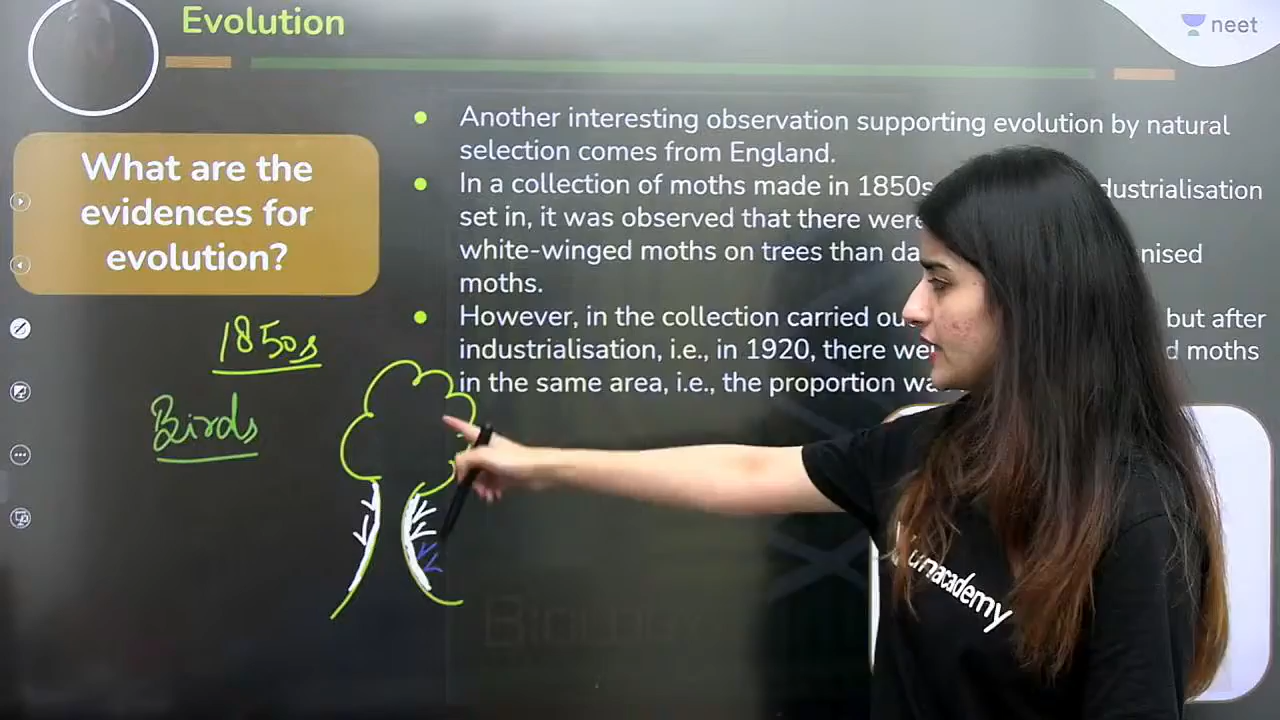 Evolution
neet
What are the
evidences for
evolution?
Another interesting observation supporting evolution by natural
selection comes from England.
In a collection of moths made in 1850s dustrialisation
set in, it was observed that there were
white-winged moths on trees than da nised
moths.
However, in the collection carried ou but after
industrialisation, i.e., in 1920, there we d moths
in the same area, i.e., the proportion wa
1850s
Birds
Biology
unacademy